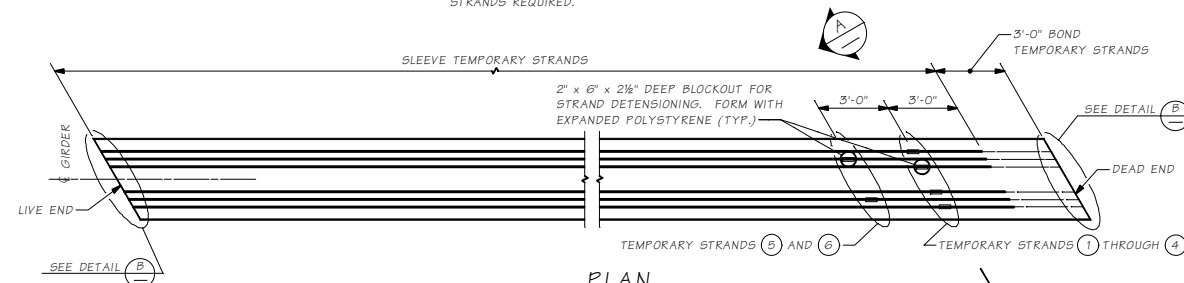 STRANDS REQUIRED.
A
3'-0" BOND
TEMPORARY STRANDS
SLEEVE TEMPORARY STRANDS
2" x 6" x 2½" DEEP BLOCKOUT FOR
STRAND DETENSIONING. FORM WITH
EXPANDED POLYSTYRENE (TYP.)
3'-0"
3'-0"
SEE DETAIL B
℄ GIRDER
DEAD END
LIVE END
TEMPORARY STRANDS 5 AND 6
TEMPORARY STRANDS 1 THROUGH 4
SEE DETAIL B
PLAN